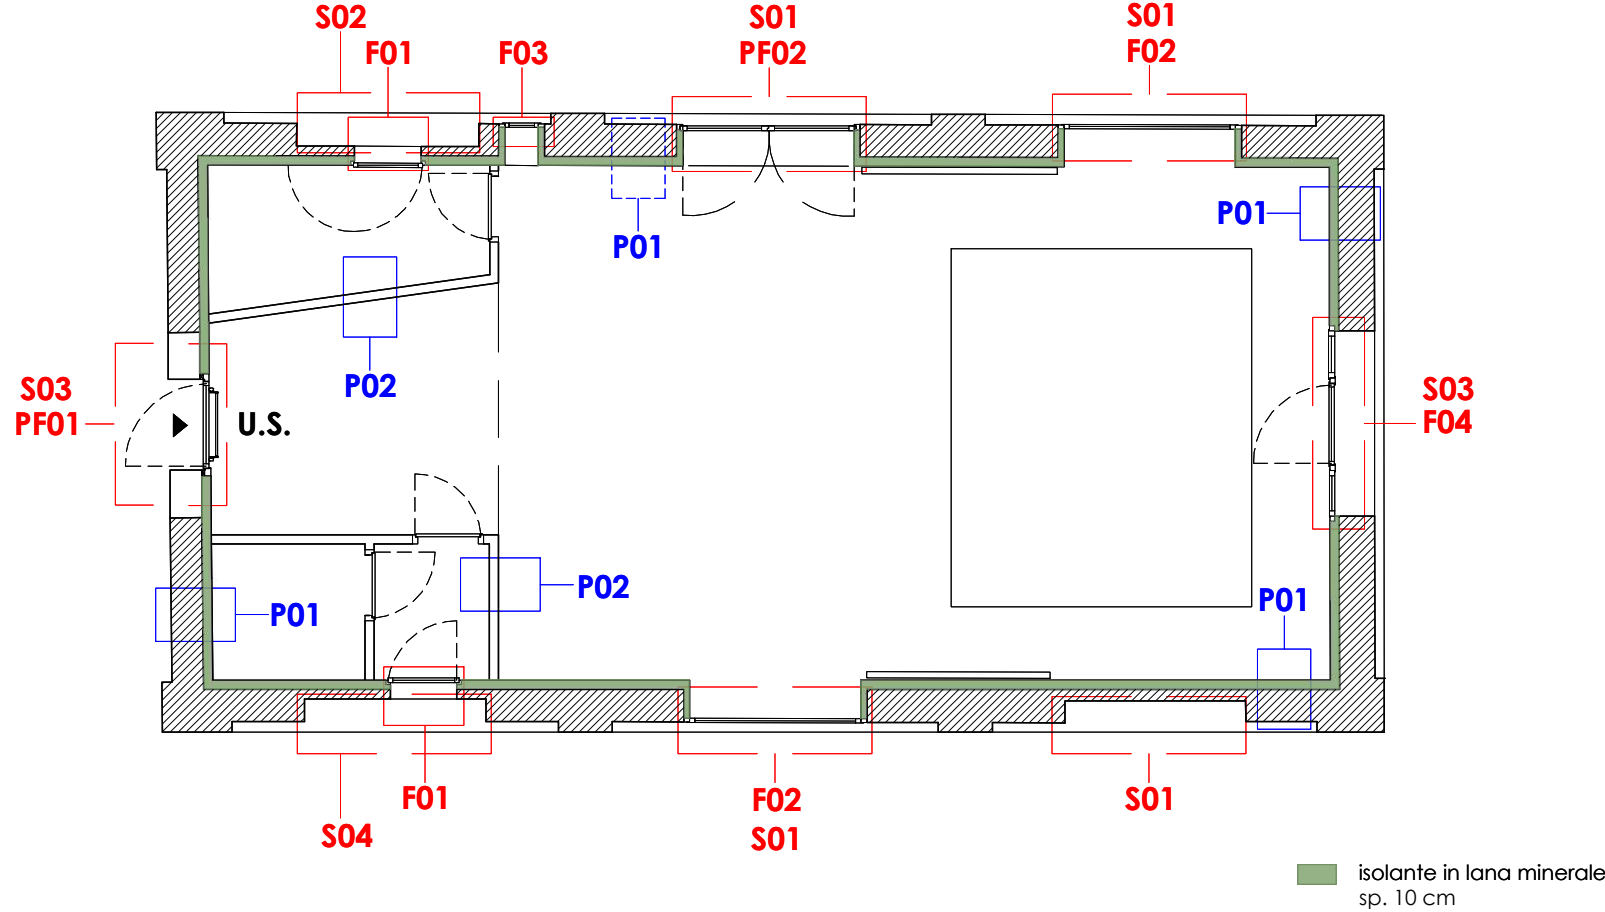 S02
F01
F03
S01
PF02
S01
F02
P01
P01
P02
S03
PF01
U.S.
S03
F04
P02
P01
P01
F01
S04
F02
S01
S01
isolante in lana minerale
sp. 10 cm